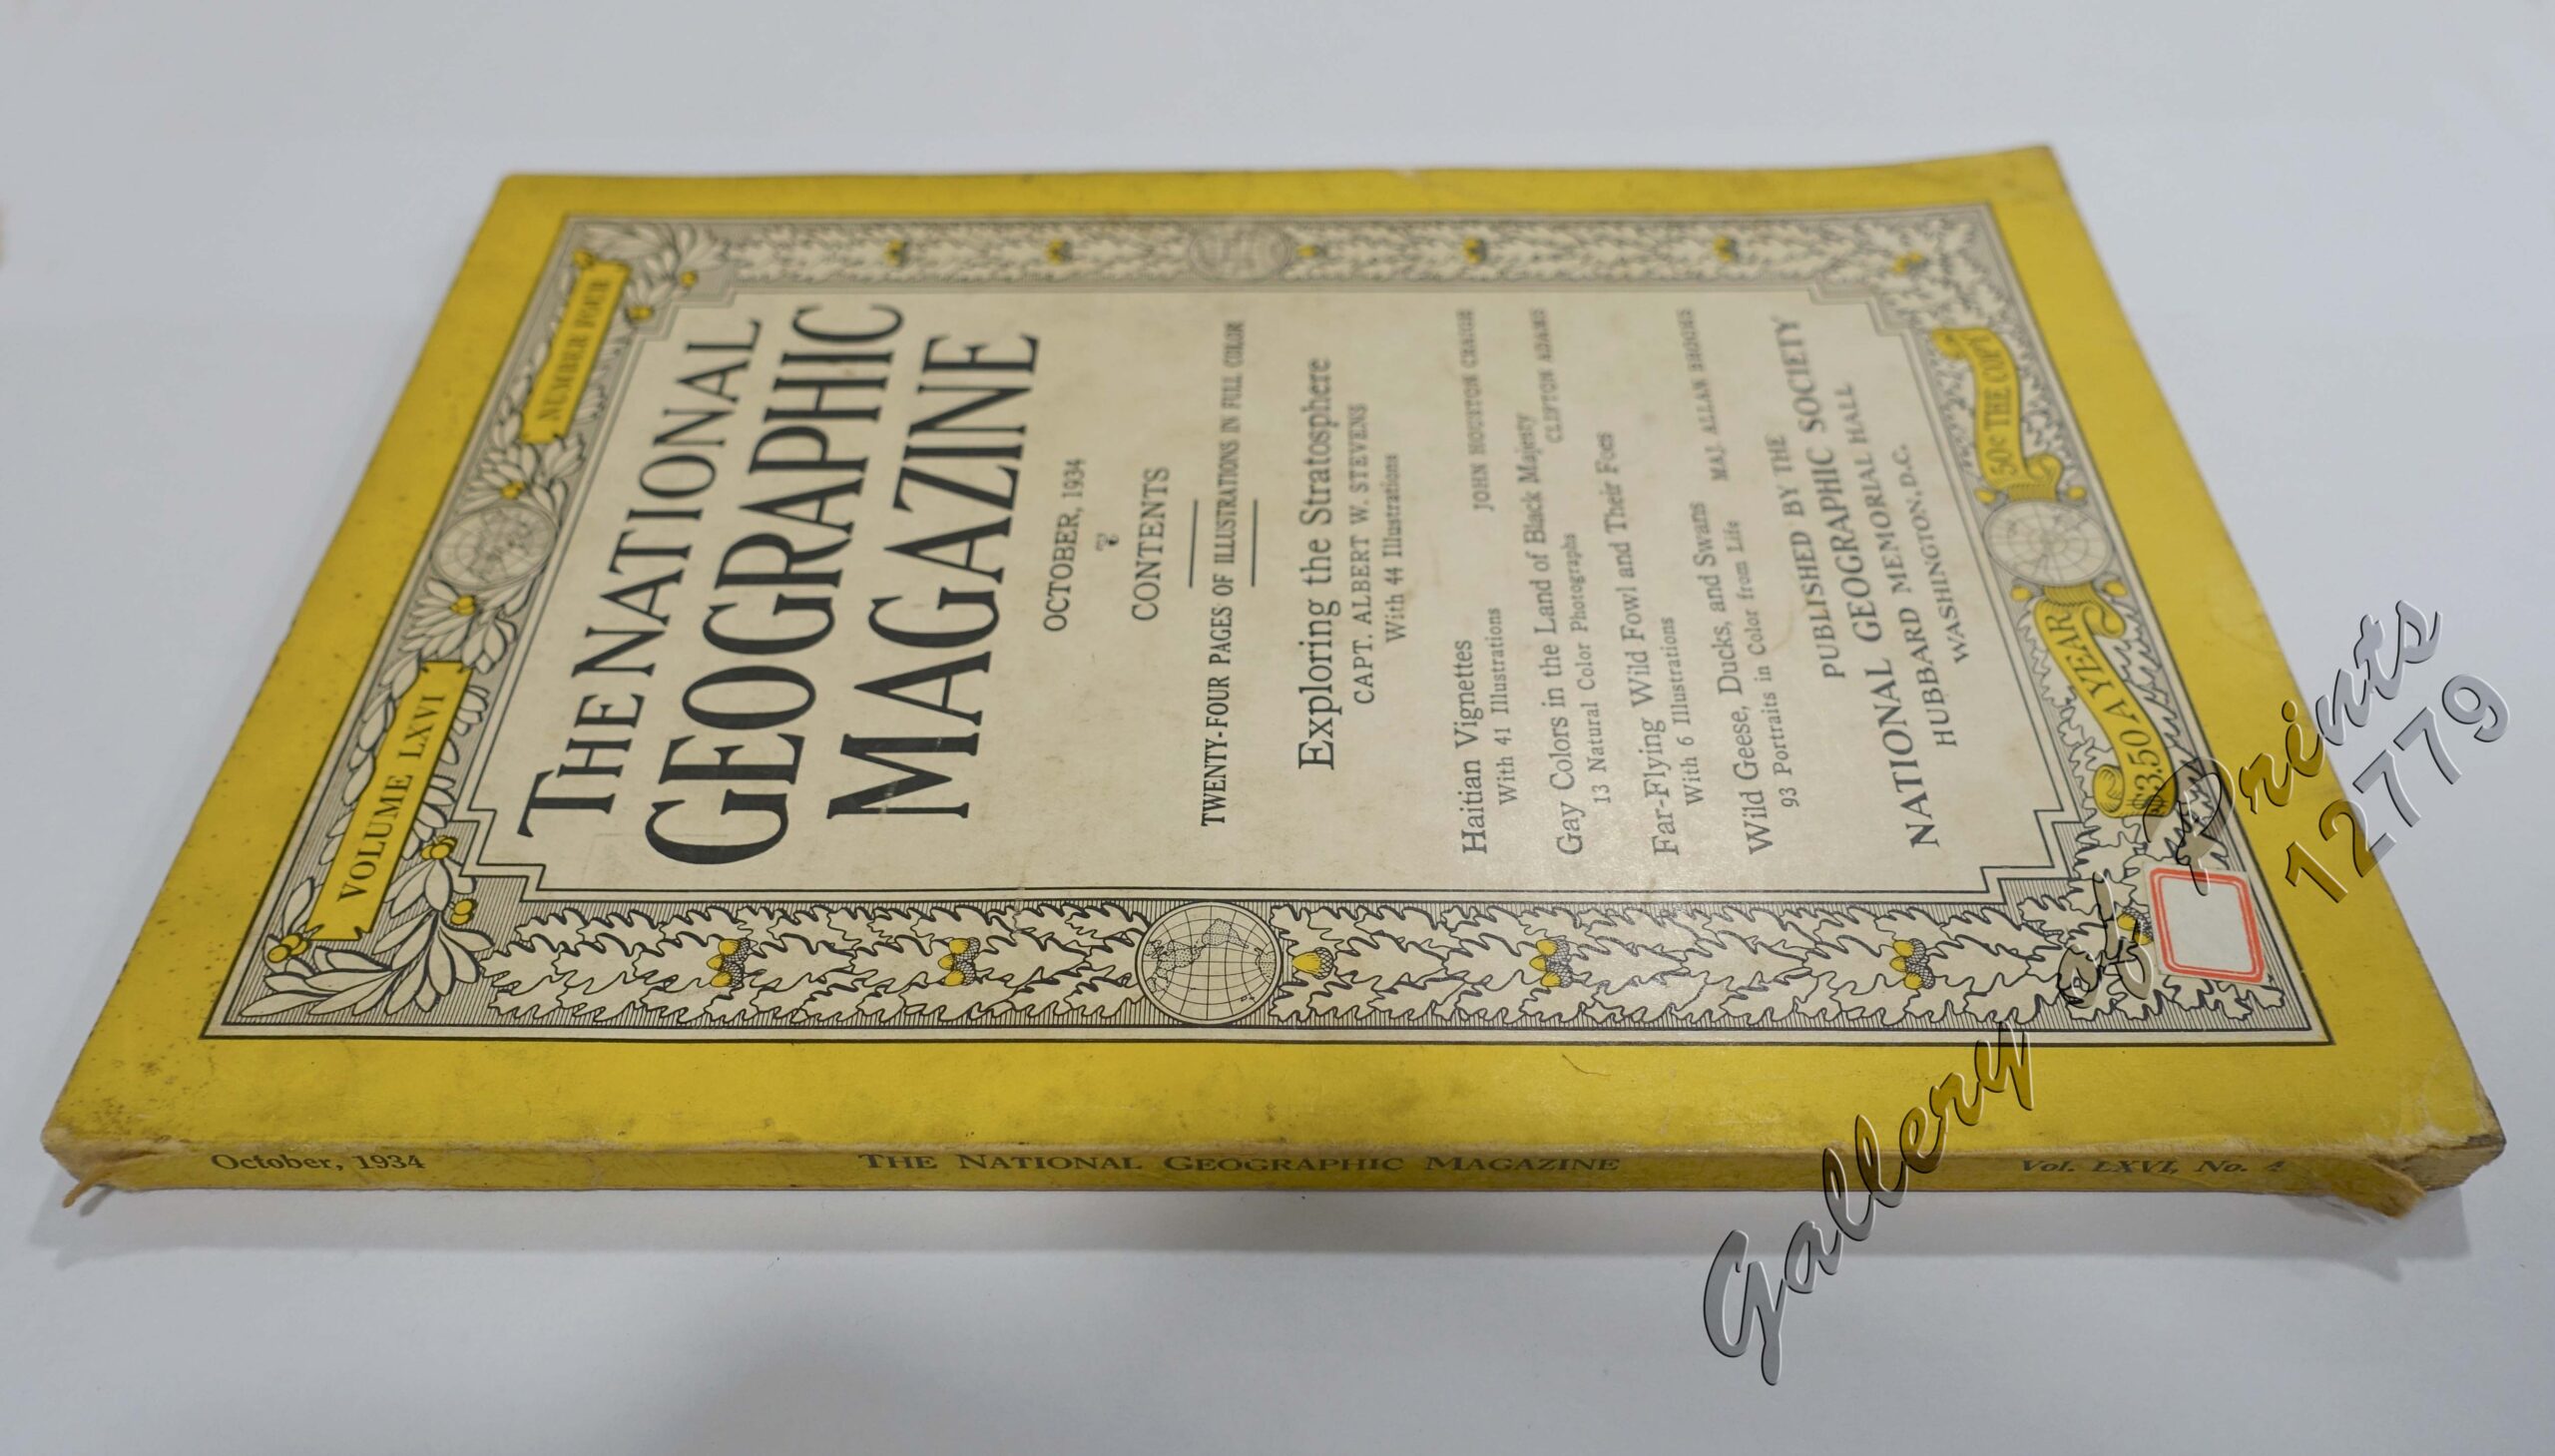 VOLUME LXVI
NUMBER FOUR
THE NATIONAL
GEOGRAPHIC
MAGAZINE
OCTOBER, 1934
CONTENTS
TWENTY-FOUR PAGES OF ILLUSTRATIONS IN FULL COLOR
Exploring the Stratosphere
CAPT. ALBERT W. STEVENS
With 44 Illustrations
Haitian Vignettes
With 41 Illustrations JOHN HOUSTON CRAIGE
Gay Colors in the Land of Black Majesty
13 Natural Color Photographs CLIFTON ADAMS
Far-Flying Wild Fowl and Their Foes
With 6 Illustrations MAJ. ALLAN BROOKS
Wild Geese, Ducks, and Swans
93 Portraits in Color from Life
PUBLISHED BY THE
NATIONAL GEOGRAPHIC SOCIETY
HUBBARD MEMORIAL HALL
WASHINGTON, D.C.
$3.50 A YEAR
50¢ THE COPY
October, 1934
THE NATIONAL GEOGRAPHIC MAGAZINE
Vol. LXVI, No. 4
Gallery of Prints
12779